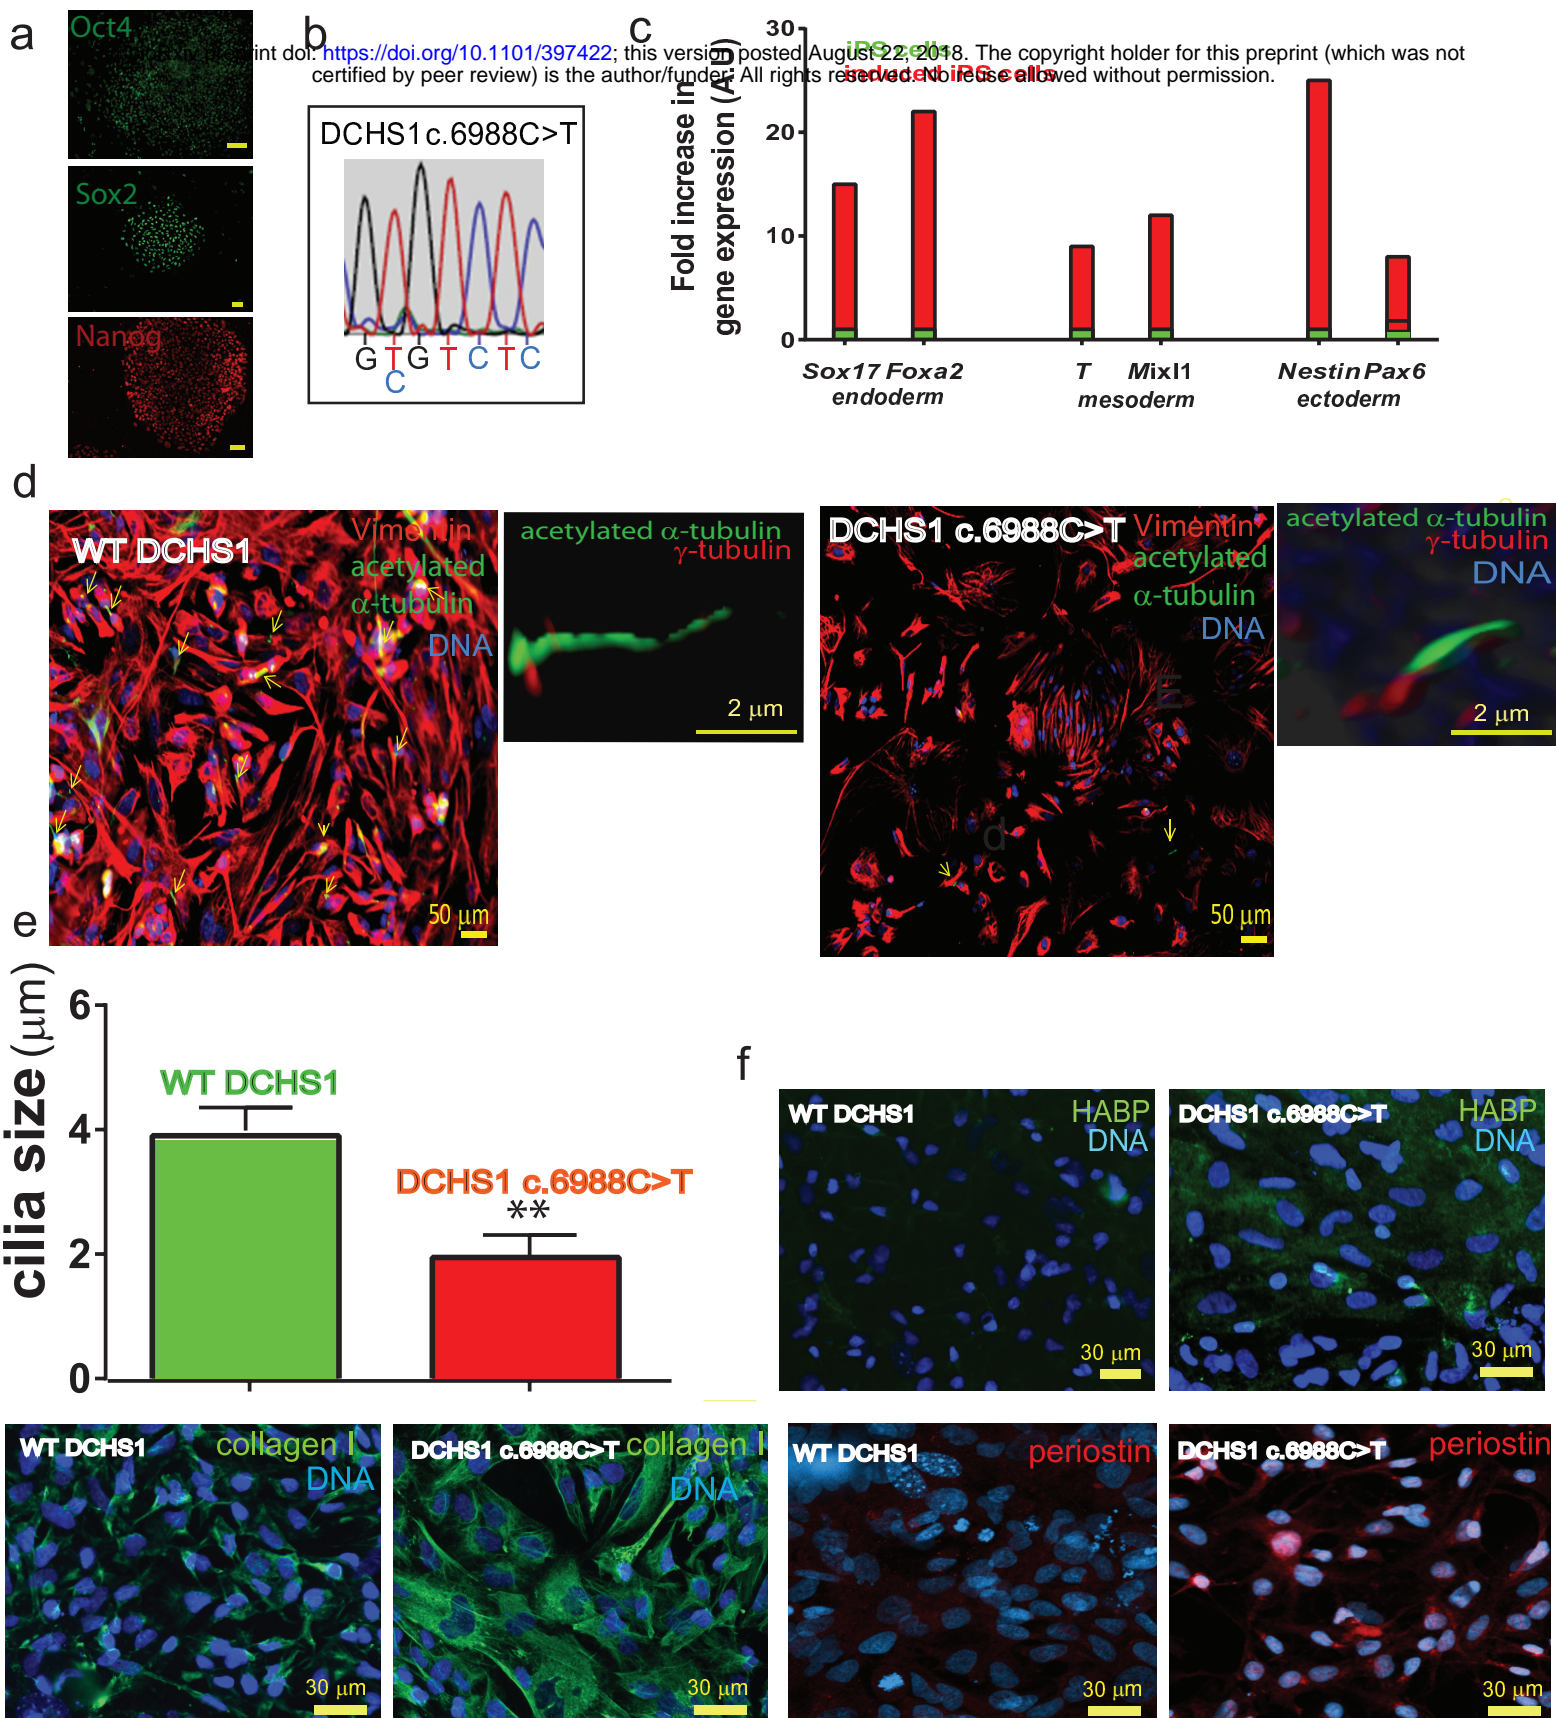 a
Oct4
Sox2
Nanog
b
int doi: https://doi.org/10.1101/397422; this version posted August 22, 2018. The copyright holder for this preprint (which was not
certified by peer review) is the author/funder. All rights reserved. No reuse allowed without permission.
DCHS1 c.6988C>T
G T G T C T C
C
c
Fold increase in
gene expression (A.U)
30
20
10
0
iPS cells
induced iPS cells
Sox17 Foxa2
endoderm
T Mixl1
mesoderm
Nestin Pax6
ectoderm
d
WT DCHS1
Vimentin
acetylated
α-tubulin
DNA
50 μm
acetylated α-tubulin
γ-tubulin
2 μm
DCHS1 c.6988C>T
Vimentin
acetylated
α-tubulin
DNA
E
d
50 μm
acetylated α-tubulin
γ-tubulin
DNA
2 μm
e
cilia size (μm)
6
4
2
0
WT DCHS1
DCHS1 c.6988C>T
**
f
WT DCHS1
HABP
DNA
30 μm
DCHS1 c.6988C>T
HABP
DNA
30 μm
WT DCHS1
collagen I
DNA
30 μm
DCHS1 c.6988C>T
collagen I
DNA
30 μm
WT DCHS1
periostin
30 μm
DCHS1 c.6988C>T
periostin
30 μm